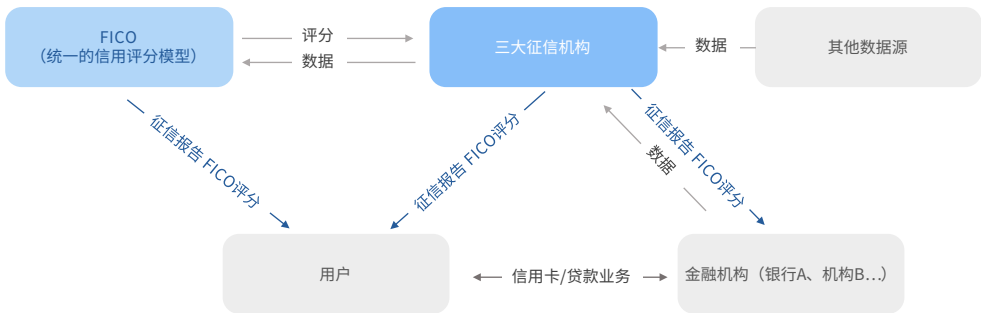 FICO
（统一的信用评分模型）
评分
数据
三大征信机构
数据
其他数据源
征信报告 FICO评分
征信报告 FICO评分
征信报告 FICO评分
数据
用户
信用卡/贷款业务
金融机构（银行A、机构B…）